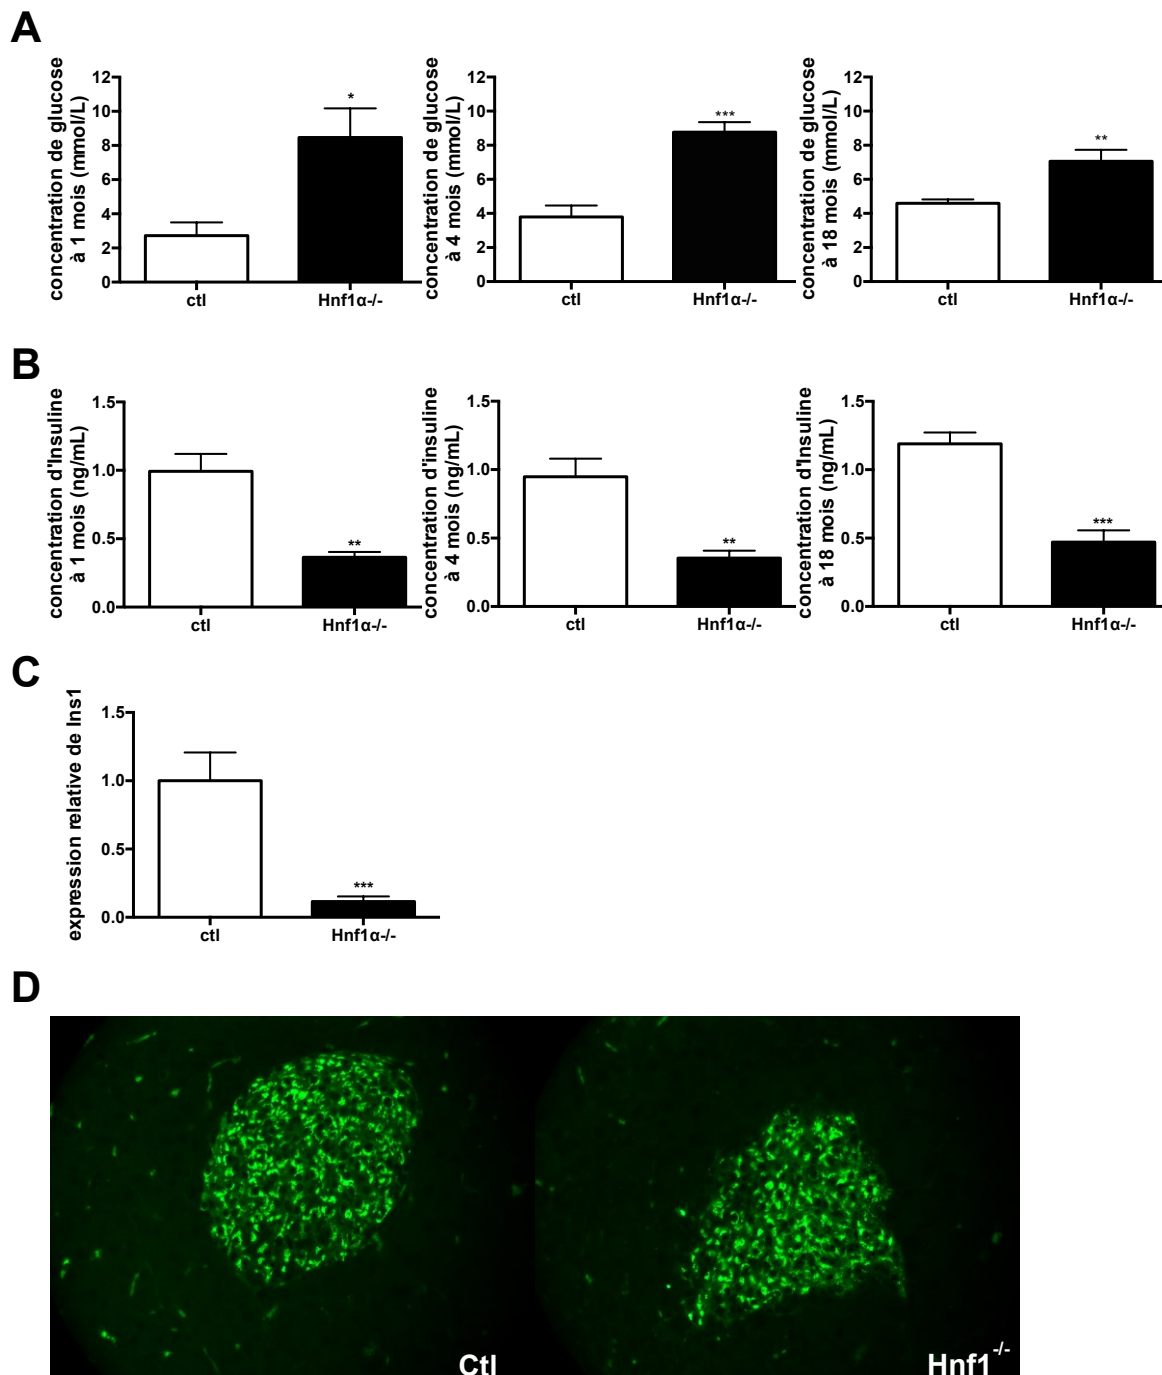 A
concentration de glucose
à 1 mois (mmol/L)
12
10
8
6
4
2
0
*
ctl
Hnf1α-/-
concentration de glucose
à 4 mois (mmol/L)
12
10
8
6
4
2
0
***
ctl
Hnf1α-/-
concentration de glucose
à 18 mois (mmol/L)
12
10
8
6
4
2
0
**
ctl
Hnf1α-/-
B
concentration d'Insuline
à 1 mois (ng/mL)
1.5
1.0
0.5
0.0
**
ctl
Hnf1α-/-
concentration d'Insuline
à 4 mois (ng/mL)
1.5
1.0
0.5
0.0
**
ctl
Hnf1α-/-
concentration d'Insuline
à 18 mois (ng/mL)
1.5
1.0
0.5
0.0
***
ctl
Hnf1α-/-
C
expression relative de Ins1
1.5
1.0
0.5
0.0
***
ctl
Hnf1α-/-
D
Ctl
Hnf1-/-